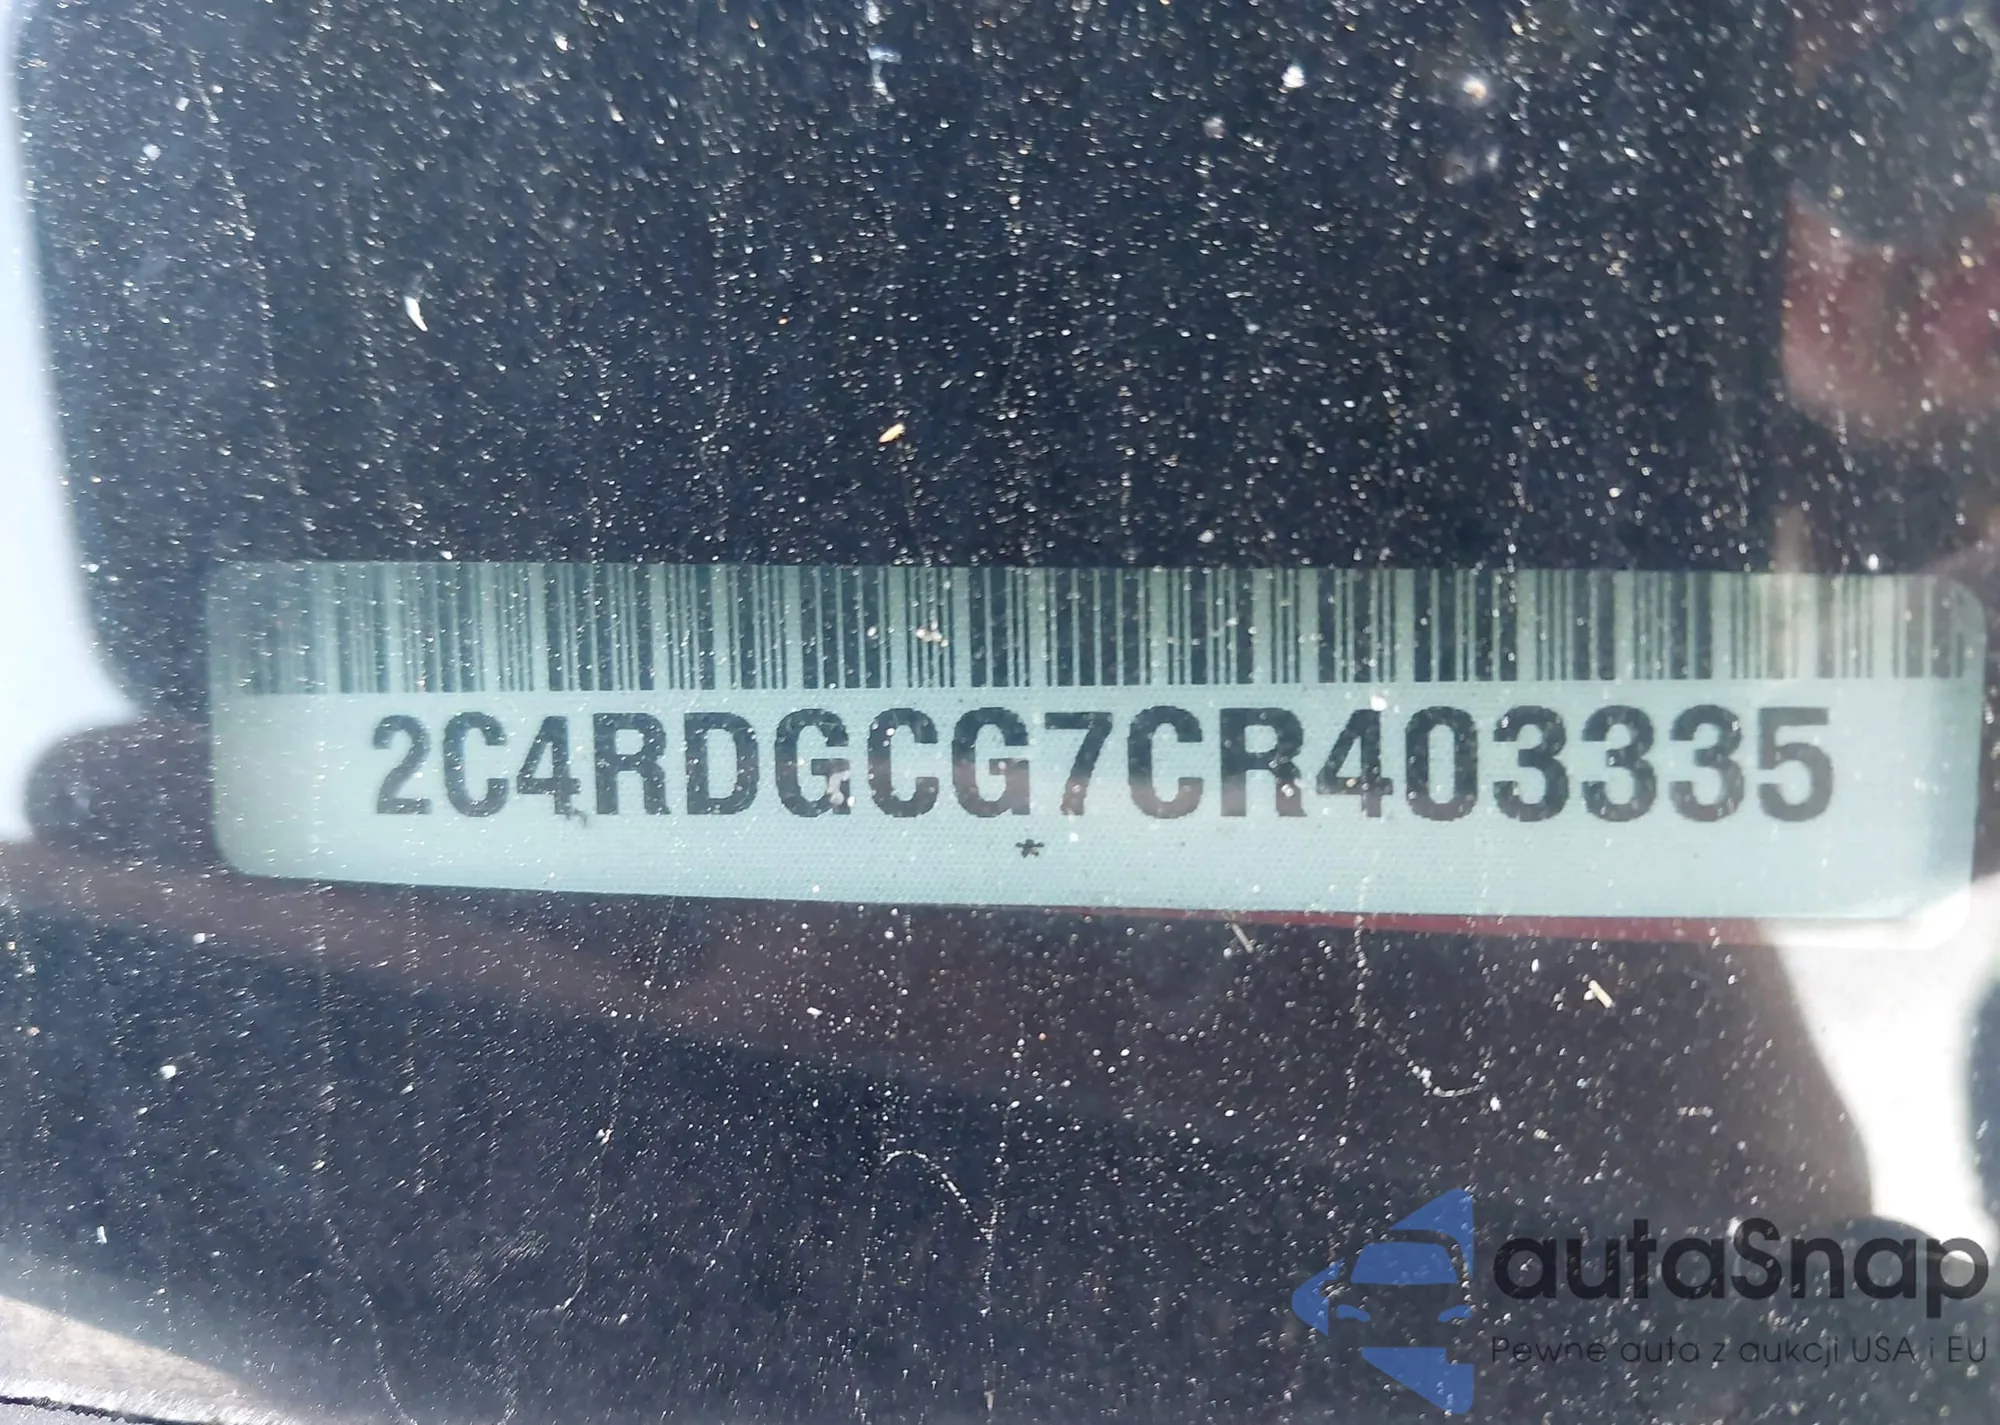 2C4RDGCG7CR403335
*
autaSnap
Pewne auta z aukcji USA i EU